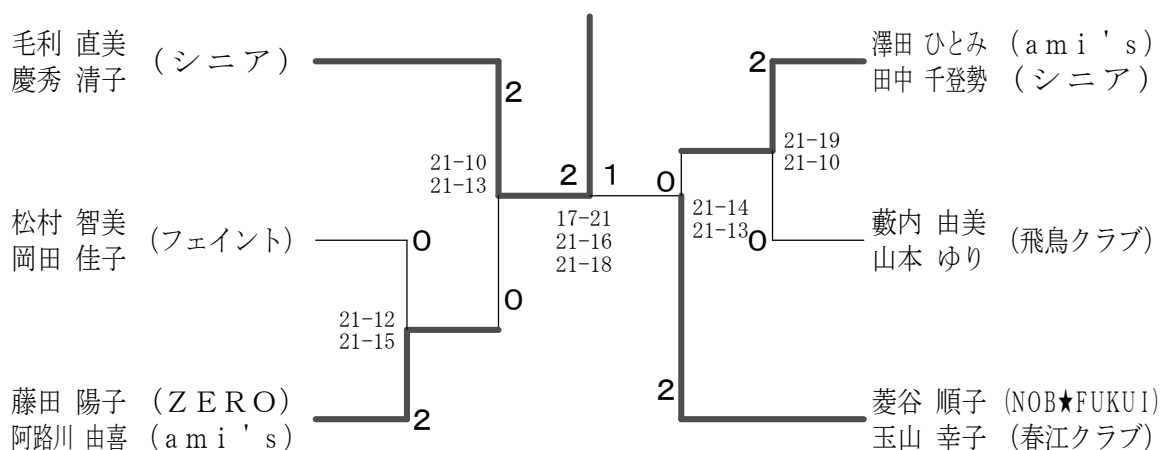 毛利 直美
慶秀 清子
(シニア)
2
21-10
21-13
松村 智美
岡田 佳子
(フェイント)
0
0
21-12
21-15
藤田 陽子 (ZERO)
阿路川 由喜 (ami's)
2
2 1
17-21
21-16
21-18
澤田 ひとみ (ami's)
田中 千登勢 (シニア)
2
21-19
21-10
0
21-14
21-13
0
藪内 由美
山本 ゆり
(飛鳥クラブ)
2
菱谷 順子 (NOB★FUKUI)
玉山 幸子 (春江クラブ)